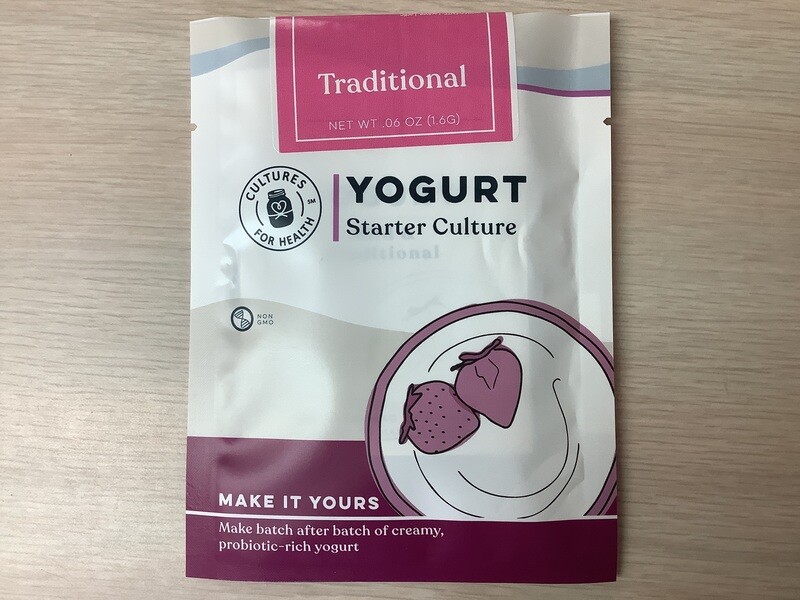 Traditional
NET WT .06 OZ (1.6G)
CULTURES
FOR HEALTH
SM
YOGURT
Starter Culture
NON
GMO
MAKE IT YOURS
Make batch after batch of creamy,
probiotic-rich yogurt